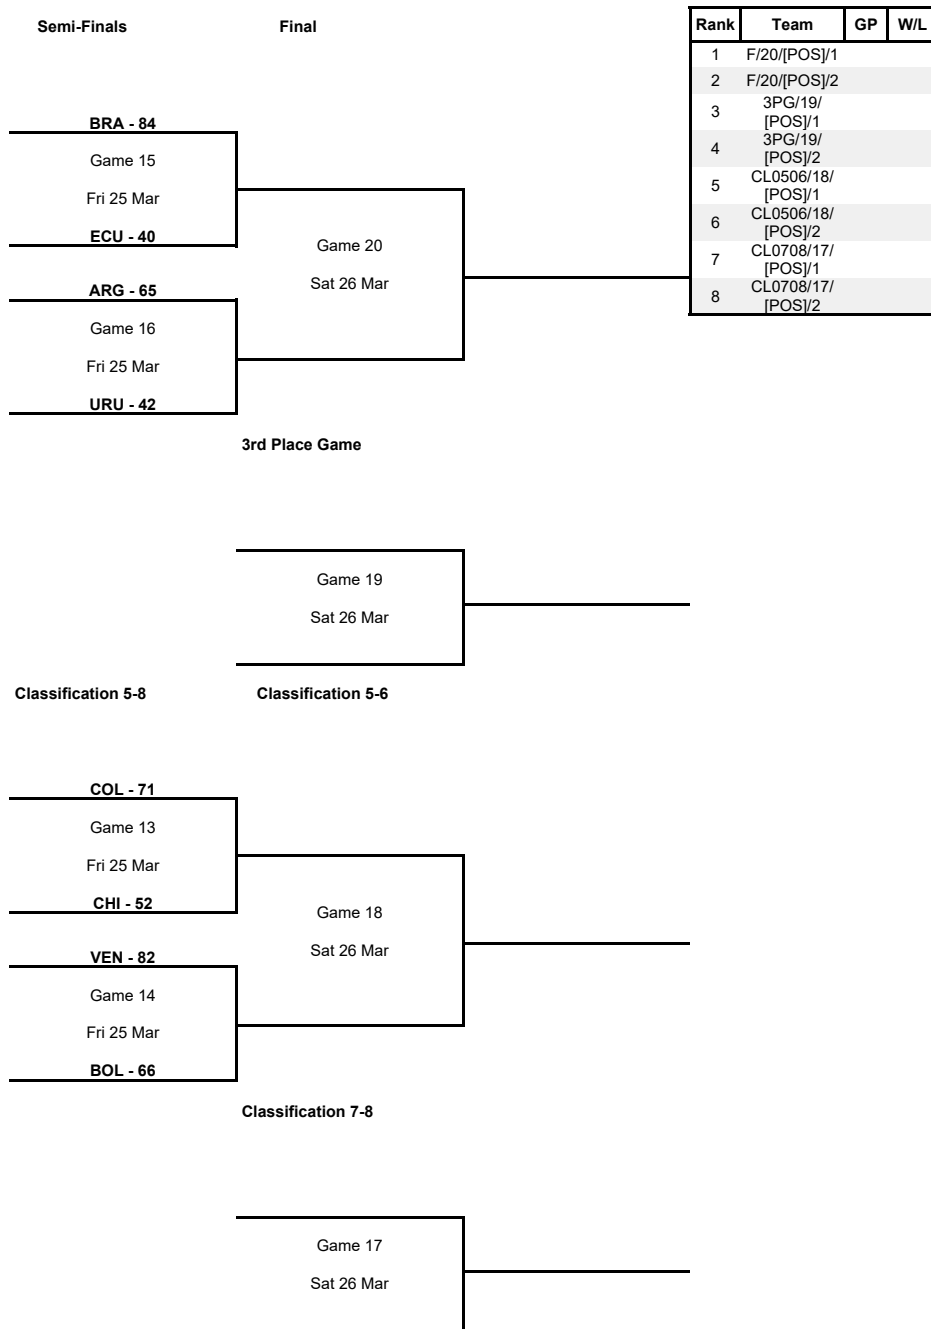 Semi-Finals Final
BRA - 84
Game 15
Fri 25 Mar
ECU - 40
ARG - 65
Game 16
Fri 25 Mar
URU - 42
Game 20
Sat 26 Mar
3rd Place Game
Game 19
Sat 26 Mar
Classification 5-8 Classification 5-6
COL - 71
Game 13
Fri 25 Mar
CHI - 52
VEN - 82
Game 14
Fri 25 Mar
BOL - 66
Game 18
Sat 26 Mar
Classification 7-8
Game 17
Sat 26 Mar
Rank Team GP W/L
1 F/20/[POS]/1
2 F/20/[POS]/2
3 3PG/19/
[POS]/1
4 3PG/19/
[POS]/2
5 CL0506/18/
[POS]/1
6 CL0506/18/
[POS]/2
7 CL0708/17/
[POS]/1
8 CL0708/17/
[POS]/2